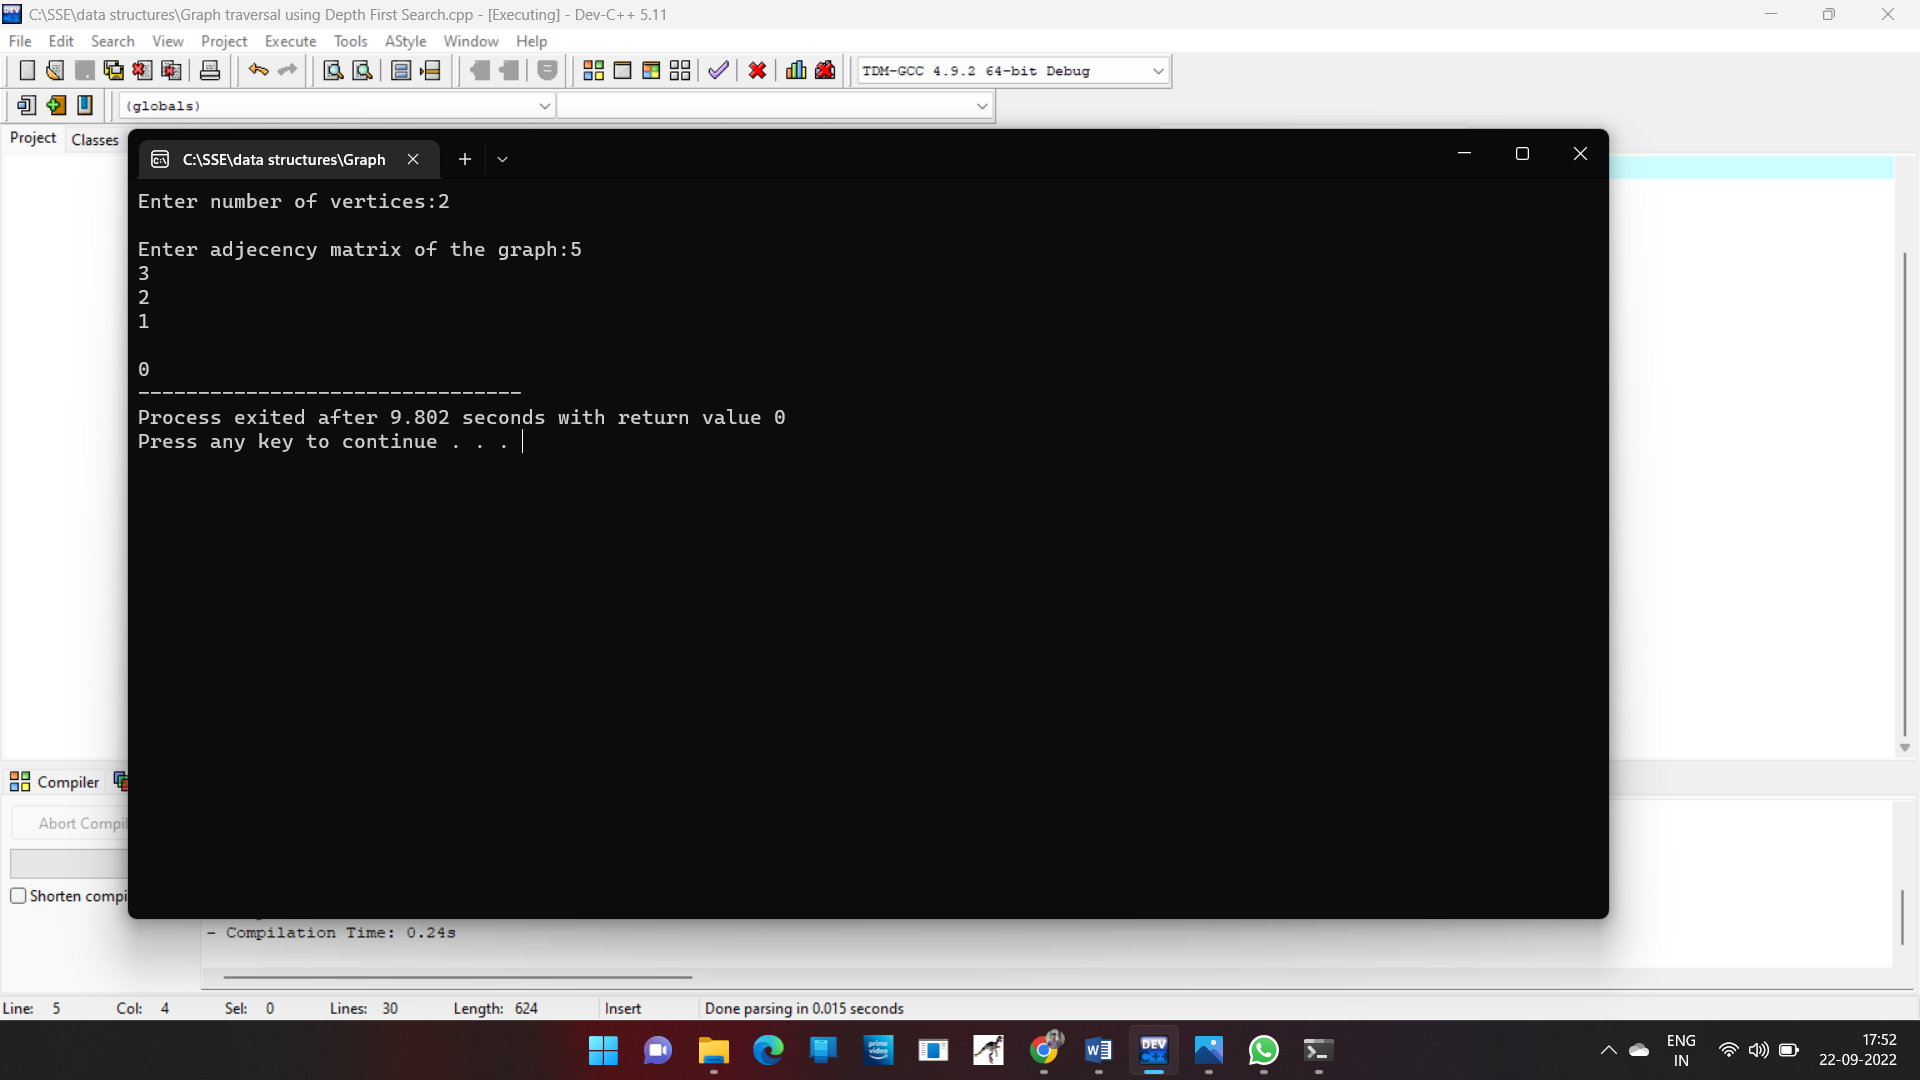 C:\SSE\data structures\Graph traversal using Depth First Search.cpp - [Executing] - Dev-C++ 5.11
File Edit Search View Project Execute Tools AStyle Window Help
TDM-GCC 4.9.2 64-bit Debug
(globals)
Project Classes
C:\SSE\data structures\Graph
Enter number of vertices:2
Enter adjecency matrix of the graph:5
3
2
1
0
--------------------------------
Process exited after 9.802 seconds with return value 0
Press any key to continue . . .
Compiler
Abort Compil
Shorten compi
- Compilation Time: 0.24s
Line: 5 Col: 4 Sel: 0 Lines: 30 Length: 624 Insert Done parsing in 0.015 seconds
prime video
W
DEV C++
ENG
IN
17:52
22-09-2022